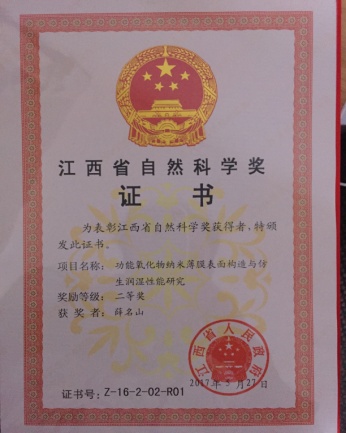 江西省自然科学奖
证书
为表彰江西省自然科学奖获得者，特颁
发此证书。
项目名称： 功能氧化物纳米薄膜表面构造与仿
生润湿性能研究
奖励等级： 二等奖
获奖者： 薛名山
江西省人民政府
2017年5月27日
证书号：Z-16-2-02-R01